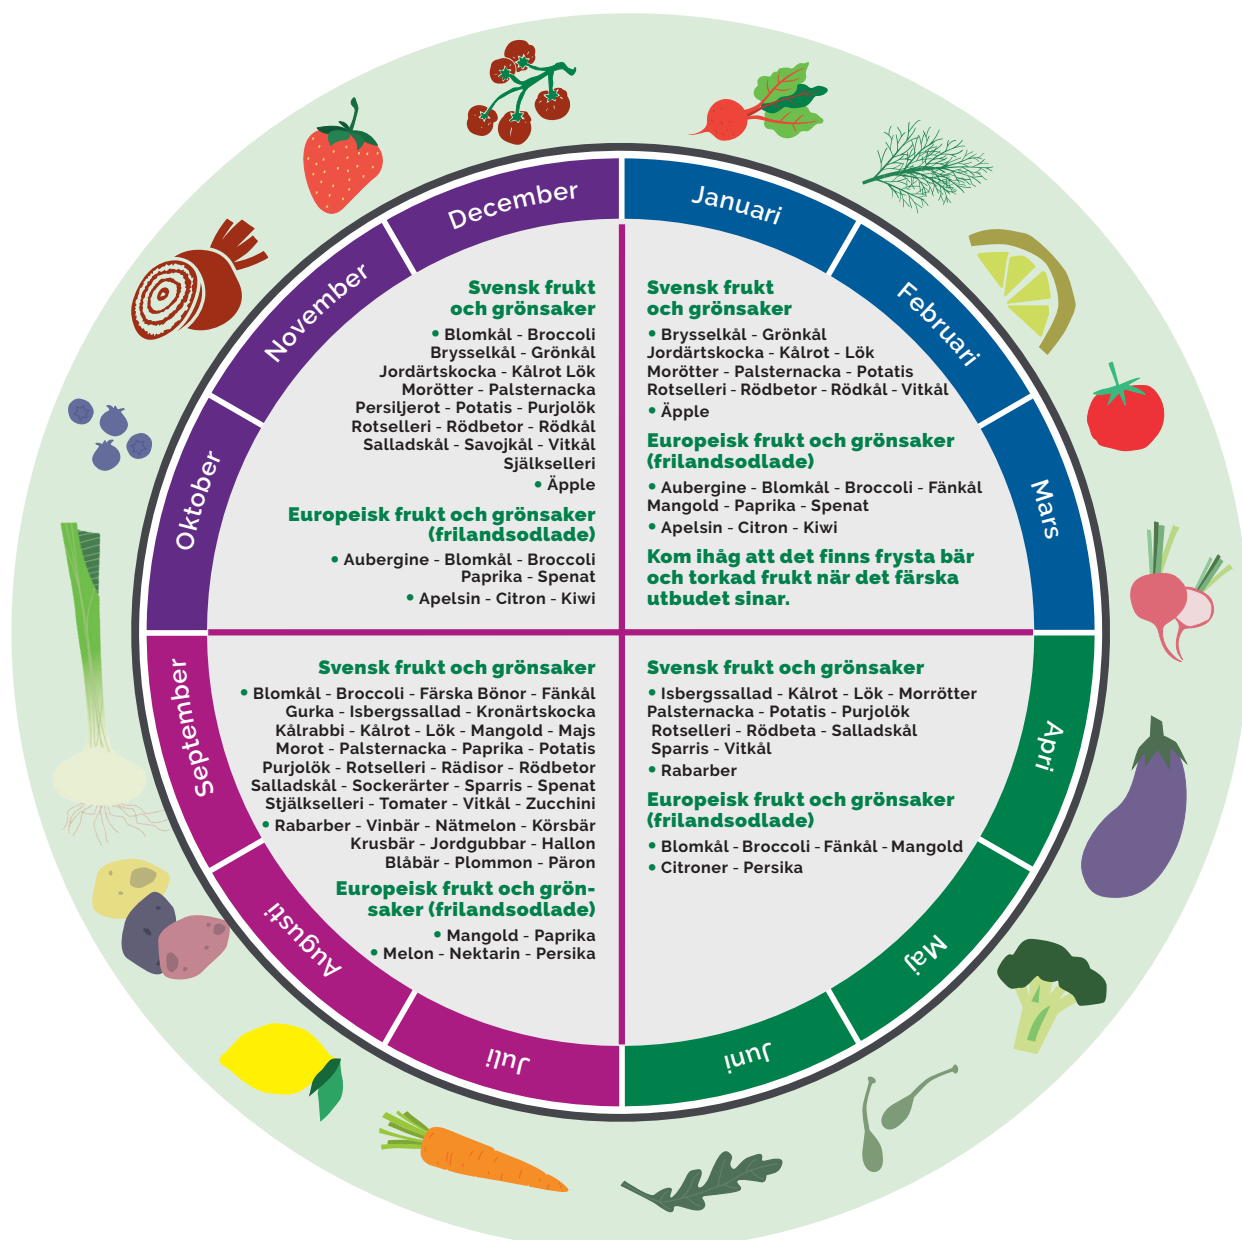 Januari
Februari
Mars
Apri
Maj
Juni
Juli
Augusti
September
Oktober
November
December
Svensk frukt
och grönsaker
• Brysselkål - Grönkål
Jordärtskocka - Kålrot - Lök
Morötter - Palsternacka - Potatis
Rotselleri - Rödbetor - Rödkål - Vitkål
• Äpple
Europeisk frukt och grönsaker
(frilandsodlade)
• Aubergine - Blomkål - Broccoli - Fänkål
Mangold - Paprika - Spenat
• Apelsin - Citron - Kiwi
Kom ihåg att det finns frysta bär
och torkad frukt när det färska
utbudet sinar.
Svensk frukt och grönsaker
• Isbergssallad - Kålrot - Lök - Morrötter
Palsternacka - Potatis - Purjolök
Rotselleri - Rödbeta - Salladskål
Sparris - Vitkål
• Rabarber
Europeisk frukt och grönsaker
(frilandsodlade)
• Blomkål - Broccoli - Fänkål - Mangold
• Citroner - Persika
Svensk frukt och grönsaker
• Blomkål - Broccoli - Färska Bönor - Fänkål
Gurka - Isbergssallad - Kronärtskocka
Kålrabbi - Kålrot - Lök - Mangold - Majs
Morot - Palsternacka - Paprika - Potatis
Purjolök - Rotselleri - Rädisor - Rödbetor
Salladskål - Sockerärter - Sparris - Spenat
Stjälkselleri - Tomater - Vitkål - Zucchini
• Rabarber - Vinbär - Nätmelon - Körsbär
Krusbär - Jordgubbar - Hallon
Blåbär - Plommon - Päron
Europeisk frukt och grön-
saker (frilandsodlade)
• Mangold - Paprika
• Melon - Nektarin - Persika
Svensk frukt
och grönsaker
• Blomkål - Broccoli
Brysselkål - Grönkål
Jordärtskocka - Kålrot Lök
Morötter - Palsternacka
Persiljerot - Potatis - Purjolök
Rotselleri - Rödbetor - Rödkål
Salladskål - Savojkål - Vitkål
Själkselleri
• Äpple
Europeisk frukt och grönsaker
(frilandsodlade)
• Aubergine - Blomkål - Broccoli
Paprika - Spenat
• Apelsin - Citron - Kiwi